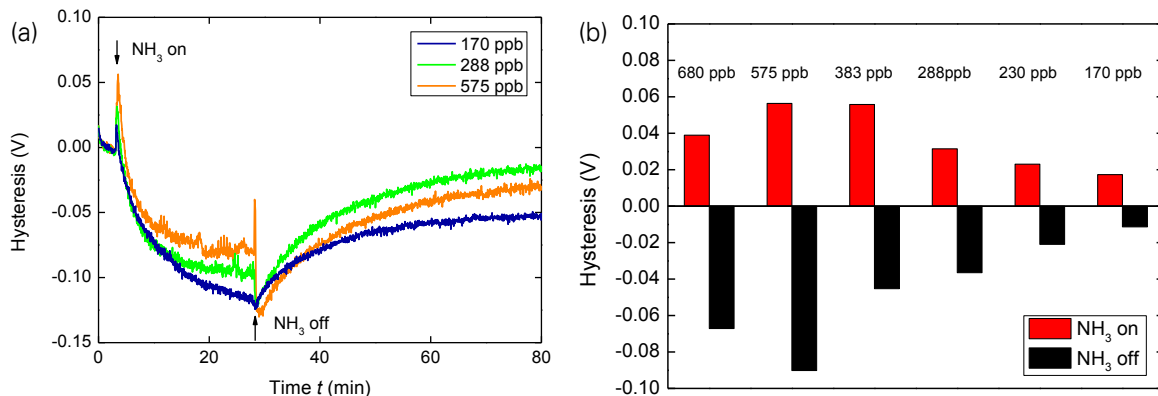 (a)
0.10
0.05
0.00
-0.05
-0.10
-0.15
Hysteresis (V)
NH3 on
170 ppb
288 ppb
575 ppb
NH3 off
0 20 40 60 80
Time t (min)
(b)
0.10
0.08
0.06
0.04
0.02
0.00
-0.02
-0.04
-0.06
-0.08
-0.10
Hysteresis (V)
680 ppb 575 ppb 383 ppb 288ppb 230 ppb 170 ppb
NH3 on
NH3 off